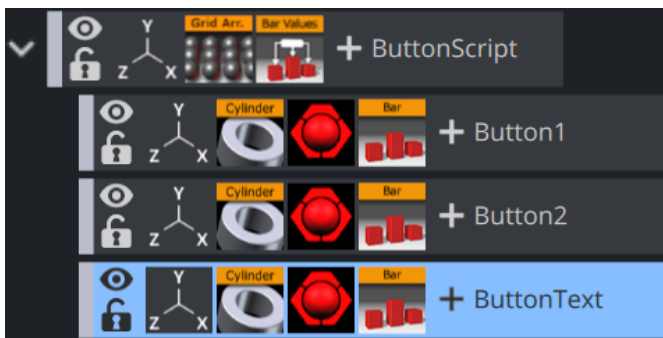 Y Z X Grid Arr. Bar Values ButtonScript
Y Z X Cylinder Bar Button1
Y Z X Cylinder Bar Button2
Y Z X Cylinder Bar ButtonText